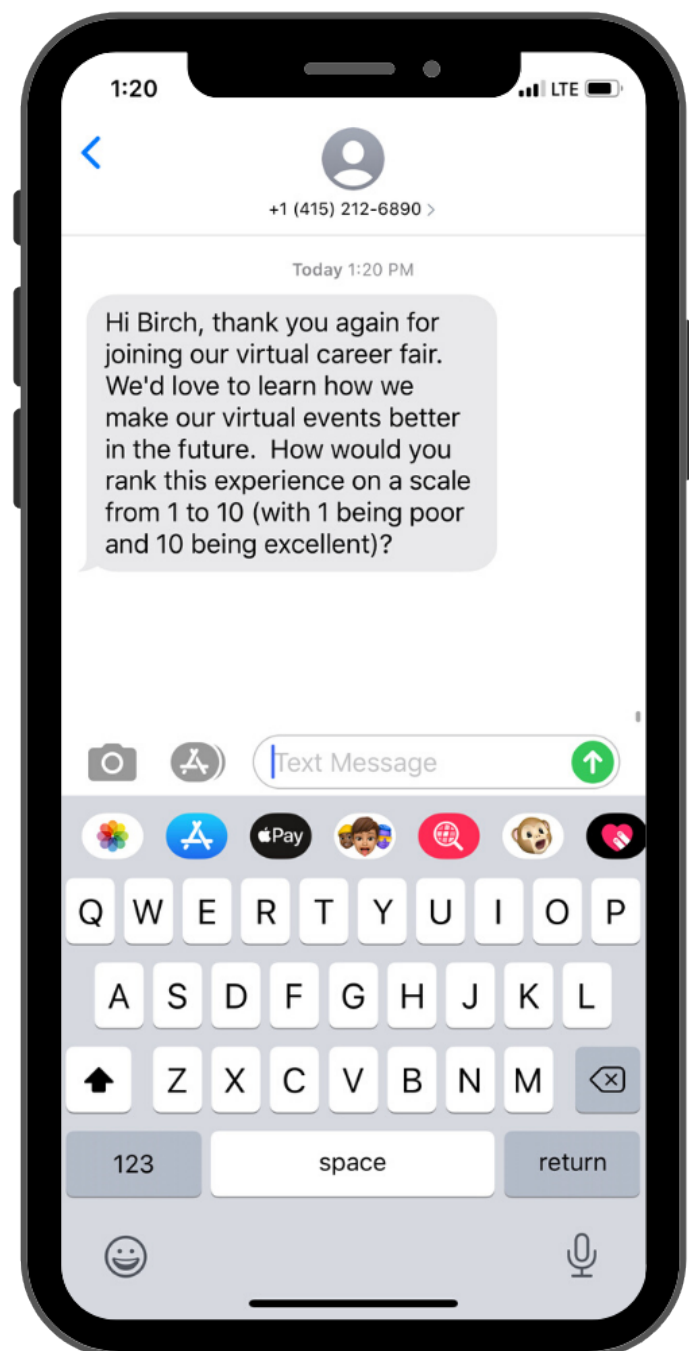 1:20 LTE
+1 (415) 212-6890 >
Today 1:20 PM
Hi Birch, thank you again for
joining our virtual career fair.
We'd love to learn how we
make our virtual events better
in the future.  How would you
rank this experience on a scale
from 1 to 10 (with 1 being poor
and 10 being excellent)?
Text Message
Pay
Q W E R T Y U I O P
A S D F G H J K L
Z X C V B N M
123 space return